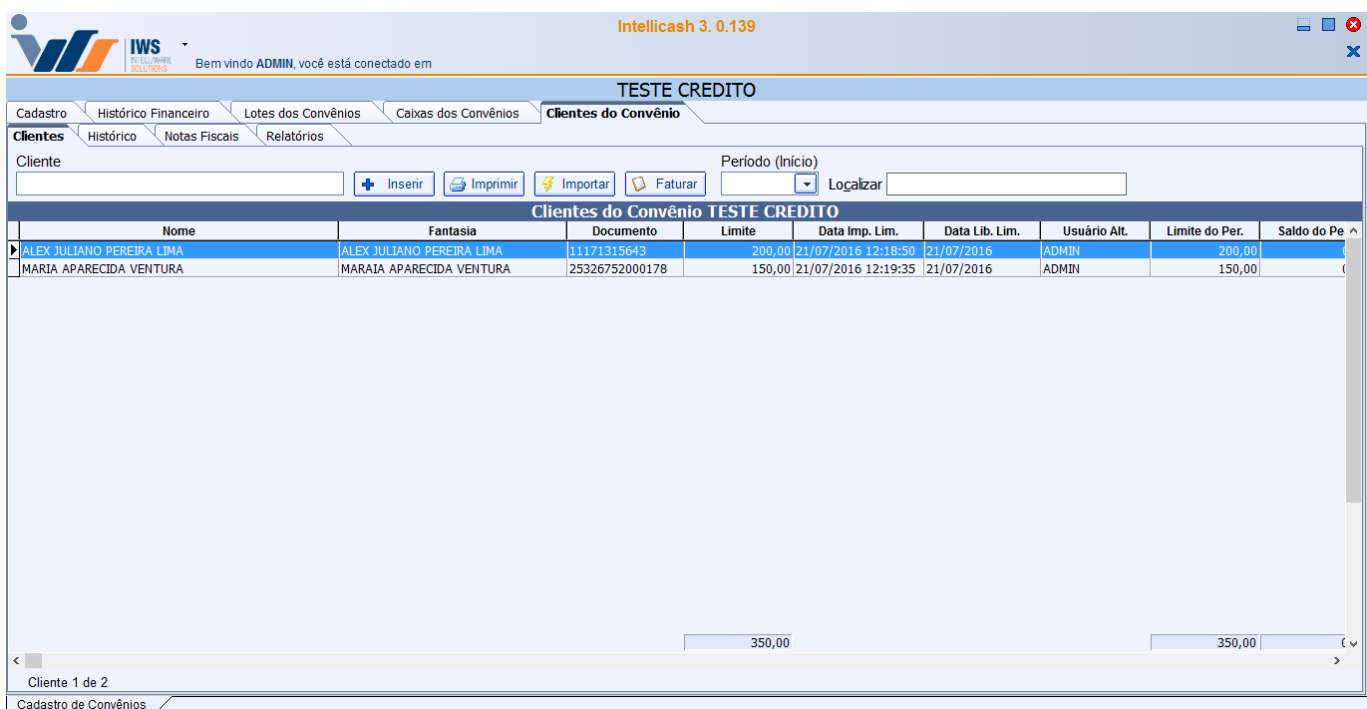 Intellicash 3. 0.139
IWS
INTELLIWARE
SOLUTIONS
Bem vindo ADMIN, você está conectado em
TESTE CREDITO
Cadastro Histórico Financeiro Lotes dos Convênios Caixas dos Convênios Clientes do Convênio
Clientes Histórico Notas Fiscais Relatórios
Cliente Período (Início)
Inserir Imprimir Importar Faturar Localizar
Clientes do Convênio TESTE CREDITO
Nome Fantasia Documento Limite Data Imp. Lim. Data Lib. Lim. Usuário Alt. Limite do Per. Saldo do Pe
ALEX JULIANO PEREIRA LIMA ALEX JULIANO PEREIRA LIMA 11171315643 200,00 21/07/2016 12:18:50 21/07/2016 ADMIN 200,00
MARIA APARECIDA VENTURA MARAIA APARECIDA VENTURA 25326752000178 150,00 21/07/2016 12:19:35 21/07/2016 ADMIN 150,00
350,00 350,00
Cliente 1 de 2
Cadastro de Convênios